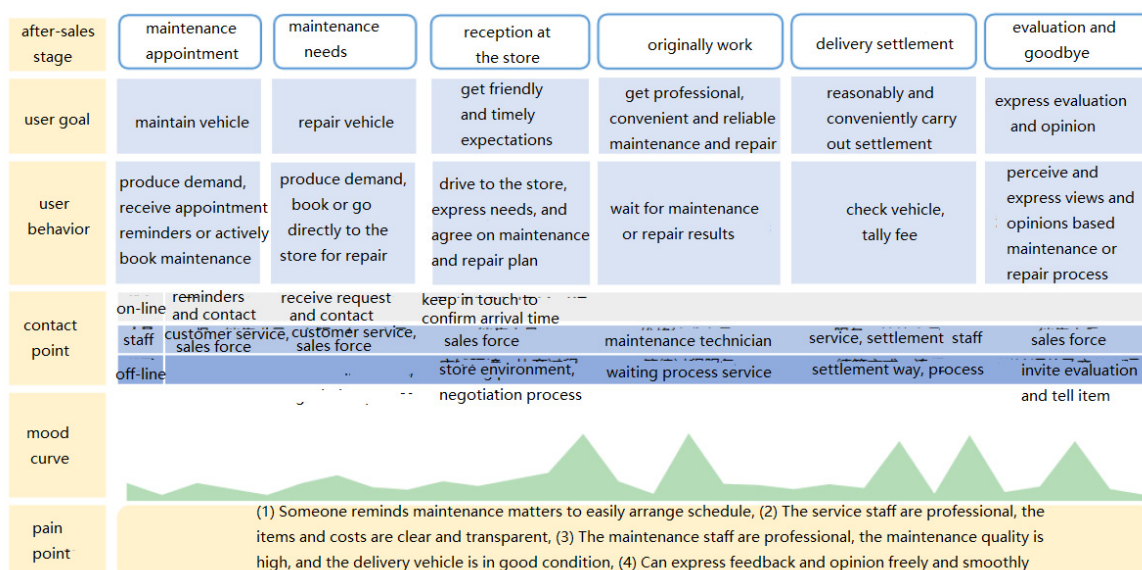 after-sales
stage
maintenance
appointment
maintenance
needs
reception at
the store
originally work
delivery settlement
evaluation and
goodbye
user goal
maintain vehicle
repair vehicle
get friendly
and timely
expectations
get professional,
convenient and reliable
maintenance and repair
reasonably and
conveniently carry
out settlement
express evaluation
and opinion
user
behavior
produce demand,
receive appointment
reminders or actively
book maintenance
produce demand,
book or go
directly to the
store for repair
drive to the store,
express needs, and
agree on maintenance
and repair plan
wait for maintenance
or repair results
check vehicle,
tally fee
perceive and
express views and
opinions based
maintenance or
repair process
contact
point
on-line
reminders
and contact
receive request
and contact
keep in touch to
confirm arrival time
staff
customer service,
sales force
customer service,
sales force
sales force
maintenance technician
service, settlement staff
sales force
off-line
store environment,
negotiation process
waiting process service
settlement way, process
invite evaluation
and tell item
mood
curve
pain
point
(1) Someone reminds maintenance matters to easily arrange schedule, (2) The service staff are professional, the
items and costs are clear and transparent, (3) The maintenance staff are professional, the maintenance quality is
high, and the delivery vehicle is in good condition, (4) Can express feedback and opinion freely and smoothly